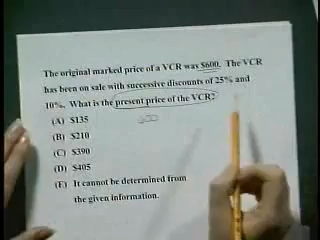 The original marked price of a VCR was $600. The VCR
has been on sale with successive discounts of 25% and
10%. What is the present price of the VCR?
(A) $135
600
(B) $210
(C) $390
(D) $405
(E) It cannot be determined from
the given information.